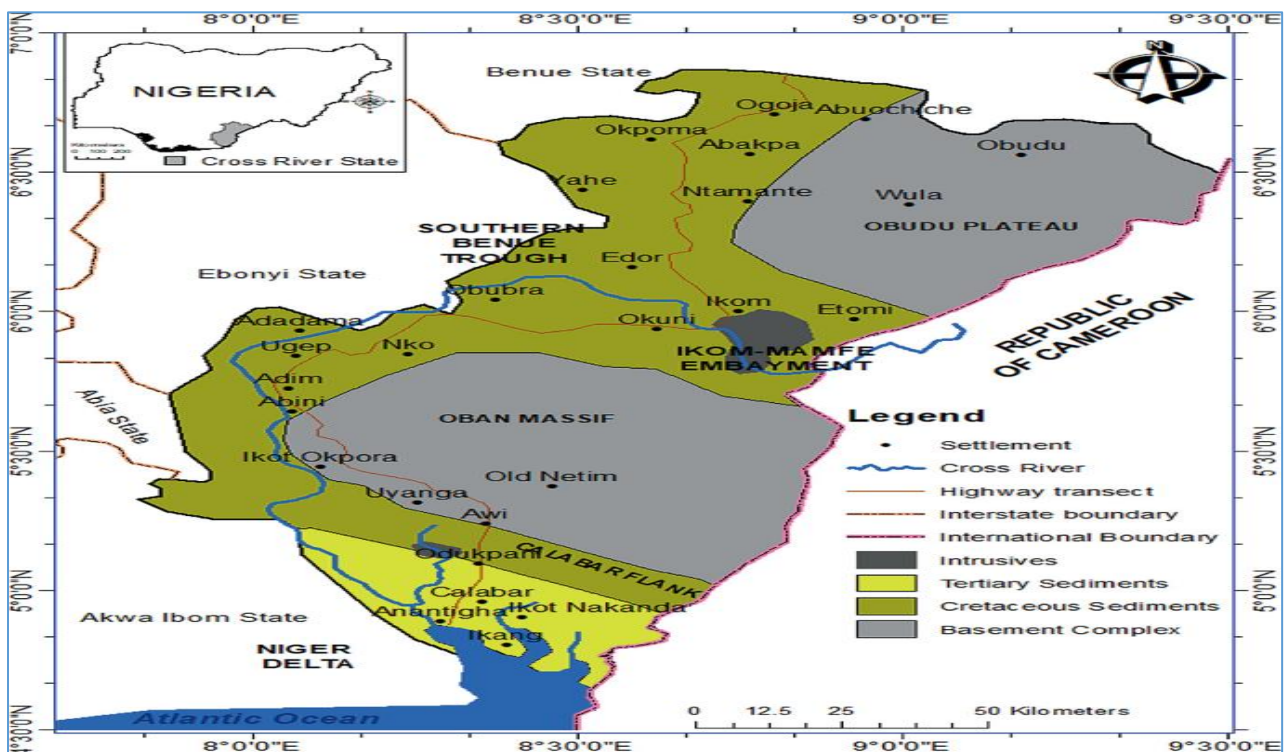 8°0'0"E 8°30'0"E 9°0'0"E 9°30'0"E
7°0'0"N
NIGERIA
Kilometers
0 100 200
Cross River State
N
Benue State
Ogoja
Abuochiche
Okpoma
Abakpa
Obudu
6°30'0"N
6°30'0"N
Yahe
Ntamante
Wula
OBUDU PLATEAU
SOUTHERN
BENUE
TROUGH
Edor
Ebonyi State
Obubra
Ikom
Etomi
6°0'0"N
6°0'0"N
Adadama
Okuni
Ugep
Nko
IKOM-MAMFE
EMBAYMENT
REPUBLIC
OF CAMEROON
Adim
Abia State
Abini
OBAN MASSIF
5°30'0"N
5°30'0"N
Ikot Okpora
Old Netim
Uyanga
Awi
CALABAR FLANK
Odukpani
5°0'0"N
5°0'0"N
Calabar
Anantigha
Ikot Nakanda
Akwa Ibom State
Ikang
NIGER
DELTA
Atlantic Ocean
4°30'0"N
4°30'0"N
Legend
Settlement
Cross River
Highway transect
Interstate boundary
International Boundary
Intrusives
Tertiary Sediments
Cretaceous Sediments
Basement Complex
0 12.5 25 50 Kilometers
8°0'0"E 8°30'0"E 9°0'0"E 9°30'0"E